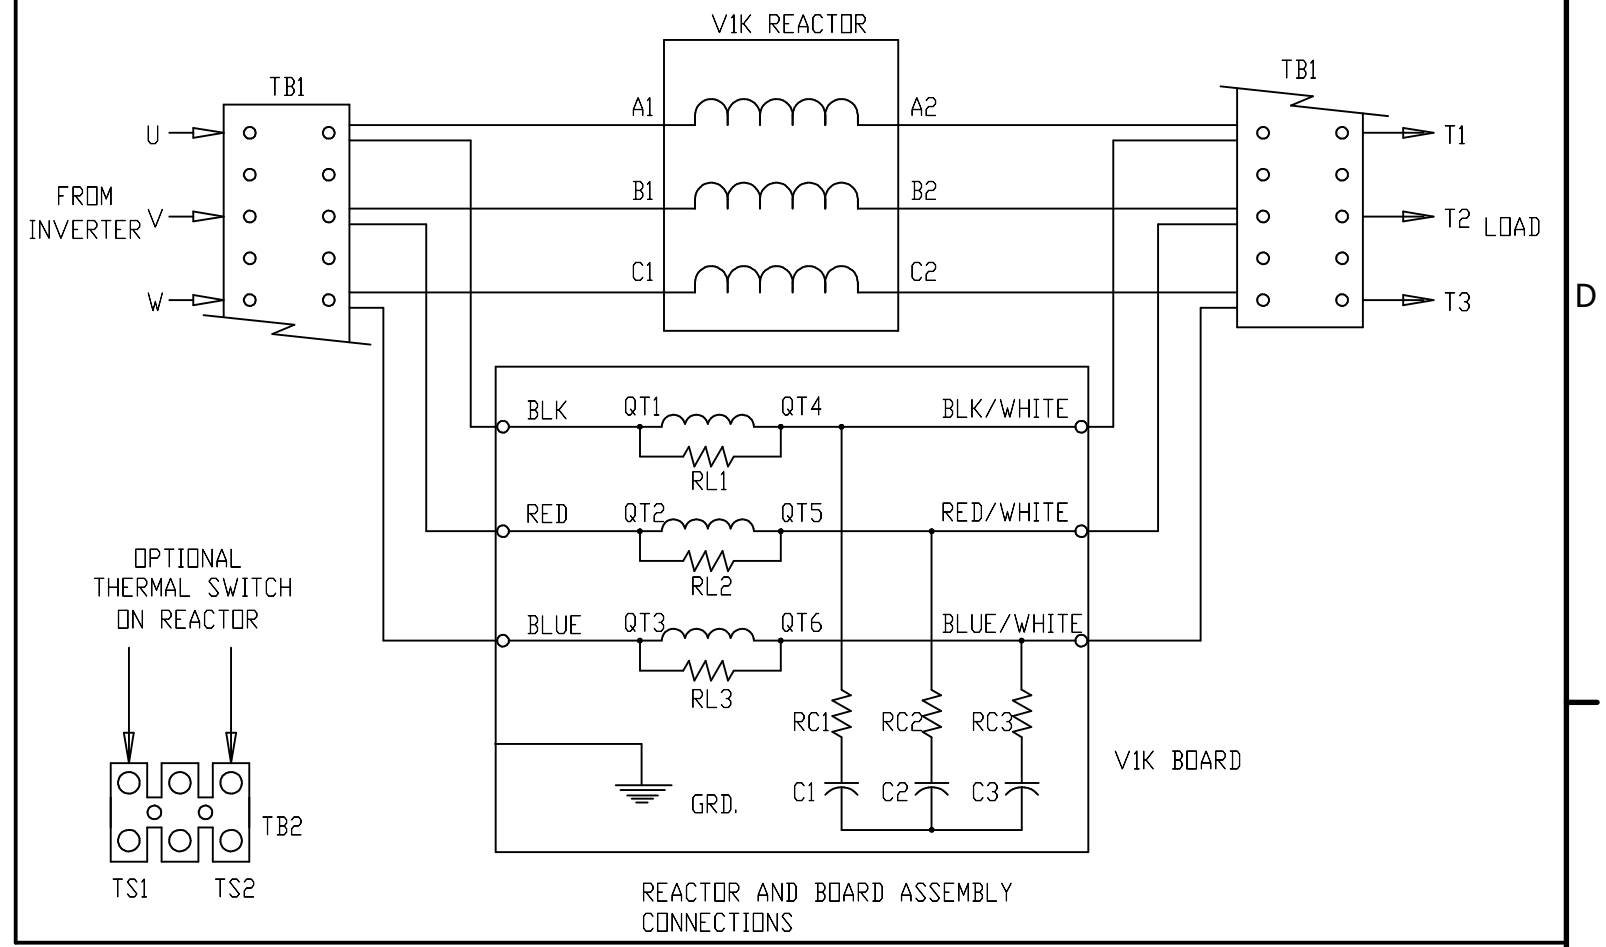 V1K REACTOR
TB1
TB1
A1
A2
U
T1
B1
B2
FROM
INVERTER
V
T2
LOAD
C1
C2
W
T3
D
BLK
QT1
QT4
BLK/WHITE
RL1
RED
QT2
QT5
RED/WHITE
RL2
OPTIONAL
THERMAL SWITCH
ON REACTOR
BLUE
QT3
QT6
BLUE/WHITE
RL3
RC1
RC2
RC3
V1K BOARD
C1
C2
C3
GRD.
TB2
TS1
TS2
REACTOR AND BOARD ASSEMBLY
CONNECTIONS